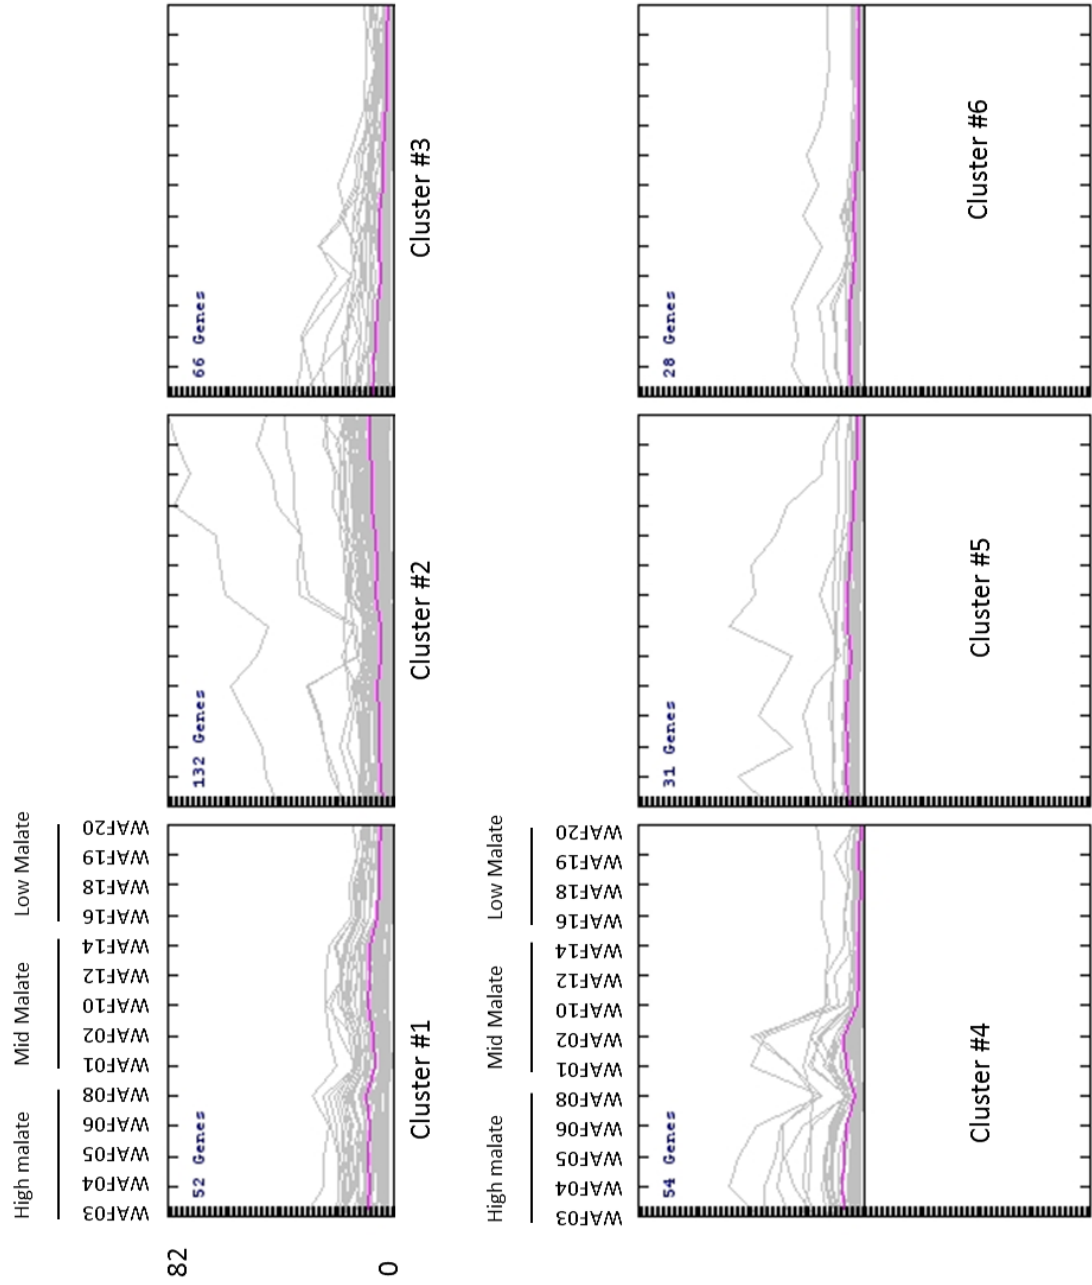 High malate Mid Malate Low Malate
WAF03 WAF04 WAF05 WAF06 WAF08 WAF01 WAF02 WAF10 WAF12 WAF14 WAF16 WAF18 WAF19 WAF20
82
52 Genes
132 Genes
66 Genes
0
Cluster #1
Cluster #2
Cluster #3
High malate Mid Malate Low Malate
WAF03 WAF04 WAF05 WAF06 WAF08 WAF01 WAF02 WAF10 WAF12 WAF14 WAF16 WAF18 WAF19 WAF20
54 Genes
31 Genes
28 Genes
Cluster #4
Cluster #5
Cluster #6